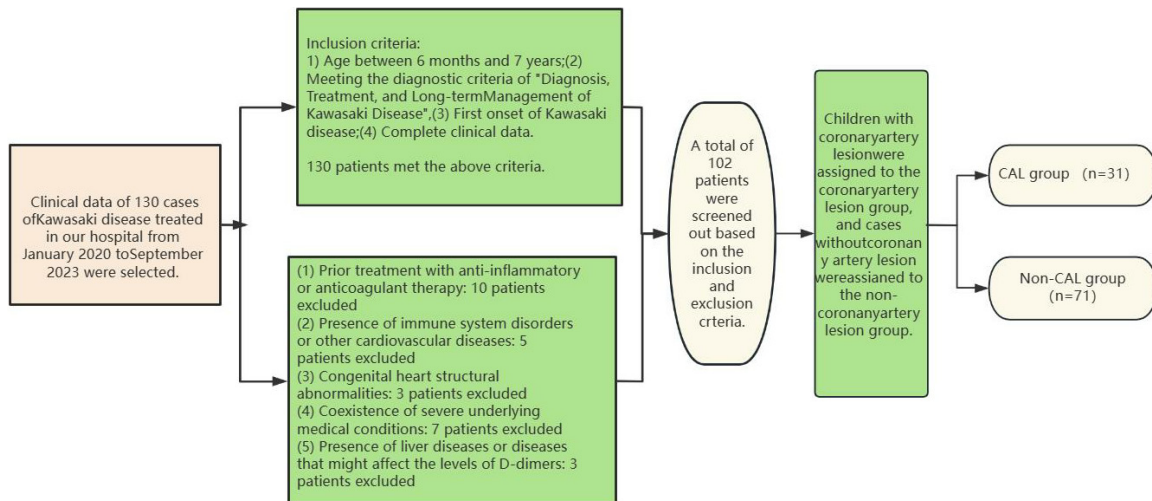 Clinical data of 130 cases
ofKawasaki disease treated
in our hospital from
January 2020 toSeptember
2023 were selected.
Inclusion criteria:
1) Age between 6 months and 7 years;(2)
Meeting the diagnostic criteria of "Diagnosis,
Treatment, and Long-termManagement of
Kawasaki Disease",(3) First onset of Kawasaki
disease;(4) Complete clinical data.
130 patients met the above criteria.
(1) Prior treatment with anti-inflammatory
or anticoagulant therapy: 10 patients
excluded
(2) Presence of immune system disorders
or other cardiovascular diseases: 5
patients excluded
(3) Congenital heart structural
abnormalities: 3 patients excluded
(4) Coexistence of severe underlying
medical conditions: 7 patients excluded
(5) Presence of liver diseases or diseases
that might affect the levels of D-dimers: 3
patients excluded
A total of
102
patients
were
screened
out based
on the
inclusion
and
exclusion
crteria.
Children with
coronaryartery
lesionwere
assigned to the
coronaryartery
lesion group,
and cases
withoutcoronan
y artery lesion
wereassianed to
the non-
coronanyartery
lesion group.
CAL group (n=31)
Non-CAL group
(n=71)